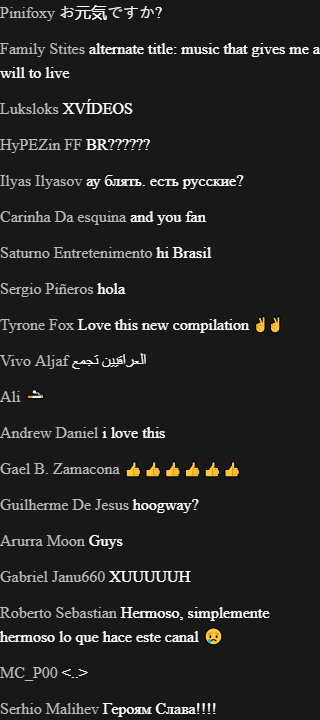 Pinifoxy お元気ですか?
Family Stites alternate title: music that gives me a
will to live
Luksloks XVÍDEOS
HyPEZin FF BR??????
Ilyas Ilyasov ау блять. есть русские?
Carinha Da esquina and you fan
Saturno Entretenimento hi Brasil
Sergio Piñeros hola
Tyrone Fox Love this new compilation ✌️✌️
Vivo Aljaf العراقيين تجمع
Ali 🚬
Andrew Daniel i love this
Gael B. Zamacona 👍👍👍👍👍👍
Guilherme De Jesus hoogway?
Arurra Moon Guys
Gabriel Janu660 XUUUUUH
Roberto Sebastian Hermoso, simplemente
hermoso lo que hace este canal 😥
MC_P00 <..>
Serhio Malihev Героям Слава!!!!